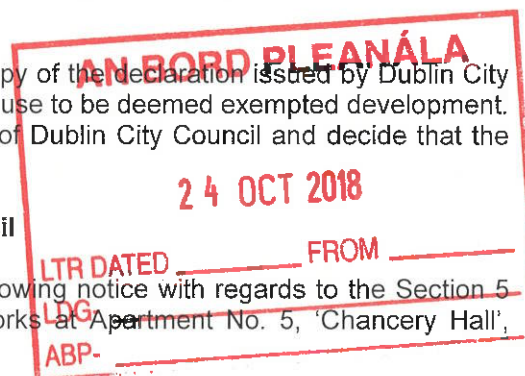 AN BORD PLEANÁLA
py of the declaration issued by Dublin City
use to be deemed exempted development.
of Dublin City Council and decide that the
24 OCT 2018
il
LTR DATED FROM
owing notice with regards to the Section 5
LDG-
orks at Apartment No. 5, 'Chancery Hall',
ABP-